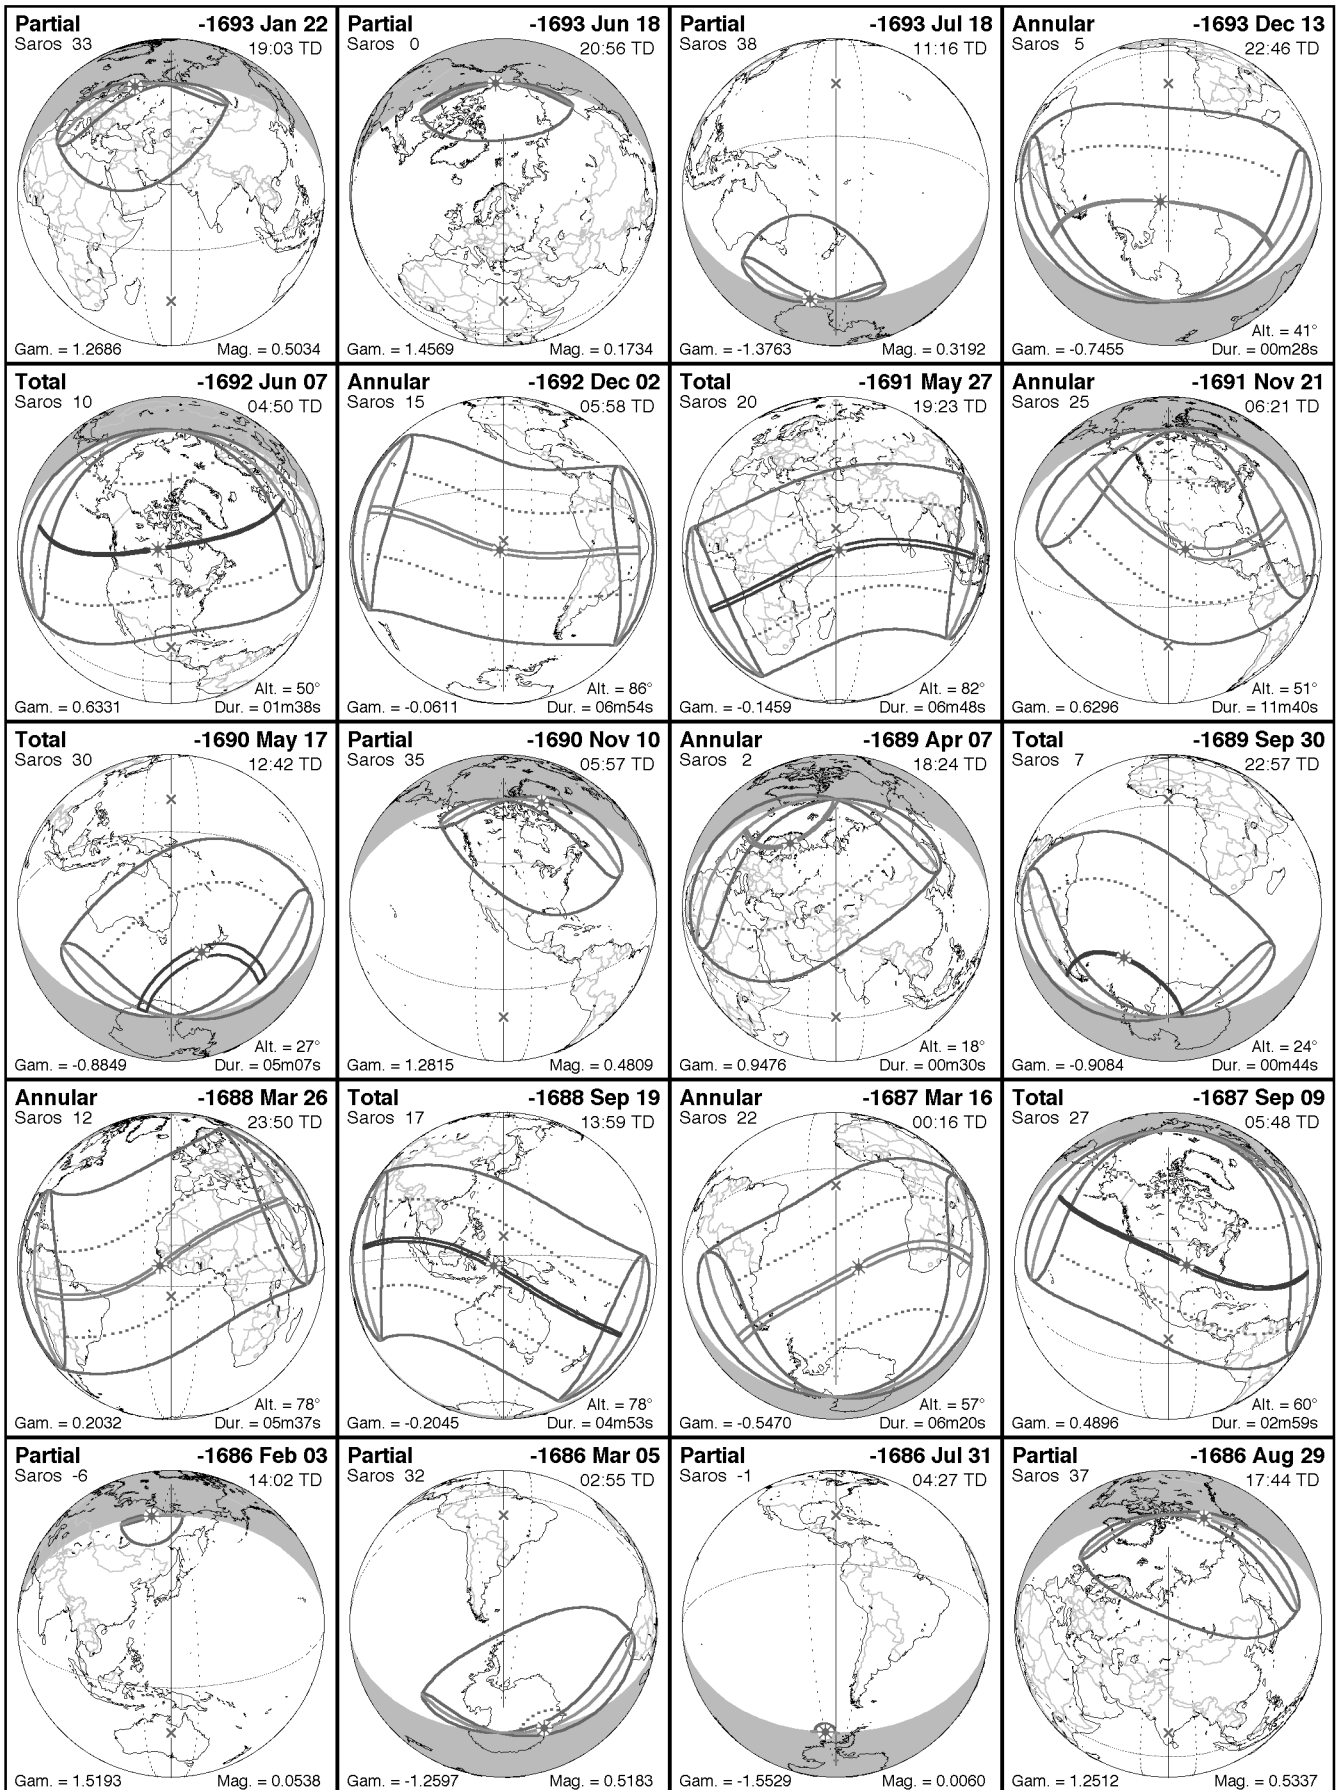 Partial -1693 Jan 22
Saros 33 19:03 TD
Gam. = 1.2686 Mag. = 0.5034
Partial -1693 Jun 18
Saros 0 20:56 TD
Gam. = 1.4569 Mag. = 0.1734
Partial -1693 Jul 18
Saros 38 11:16 TD
Gam. = -1.3763 Mag. = 0.3192
Annular -1693 Dec 13
Saros 5 22:46 TD
Alt. = 41°
Gam. = -0.7455 Dur. = 00m28s
Total -1692 Jun 07
Saros 10 04:50 TD
Alt. = 50°
Gam. = 0.6331 Dur. = 01m38s
Annular -1692 Dec 02
Saros 15 05:58 TD
Alt. = 86°
Gam. = -0.0611 Dur. = 06m54s
Total -1691 May 27
Saros 20 19:23 TD
Alt. = 82°
Gam. = -0.1459 Dur. = 06m48s
Annular -1691 Nov 21
Saros 25 06:21 TD
Alt. = 51°
Gam. = 0.6296 Dur. = 11m40s
Total -1690 May 17
Saros 30 12:42 TD
Alt. = 27°
Gam. = -0.8849 Dur. = 05m07s
Partial -1690 Nov 10
Saros 35 05:57 TD
Gam. = 1.2815 Mag. = 0.4809
Annular -1689 Apr 07
Saros 2 18:24 TD
Alt. = 18°
Gam. = 0.9476 Dur. = 00m30s
Total -1689 Sep 30
Saros 7 22:57 TD
Alt. = 24°
Gam. = -0.9084 Dur. = 00m44s
Annular -1688 Mar 26
Saros 12 23:50 TD
Alt. = 78°
Gam. = 0.2032 Dur. = 05m37s
Total -1688 Sep 19
Saros 17 13:59 TD
Alt. = 78°
Gam. = -0.2045 Dur. = 04m53s
Annular -1687 Mar 16
Saros 22 00:16 TD
Alt. = 57°
Gam. = -0.5470 Dur. = 06m20s
Total -1687 Sep 09
Saros 27 05:48 TD
Alt. = 60°
Gam. = 0.4896 Dur. = 02m59s
Partial -1686 Feb 03
Saros -6 14:02 TD
Gam. = 1.5193 Mag. = 0.0538
Partial -1686 Mar 05
Saros 32 02:55 TD
Gam. = -1.2597 Mag. = 0.5183
Partial -1686 Jul 31
Saros -1 04:27 TD
Gam. = -1.5529 Mag. = 0.0060
Partial -1686 Aug 29
Saros 37 17:44 TD
Gam. = 1.2512 Mag. = 0.5337